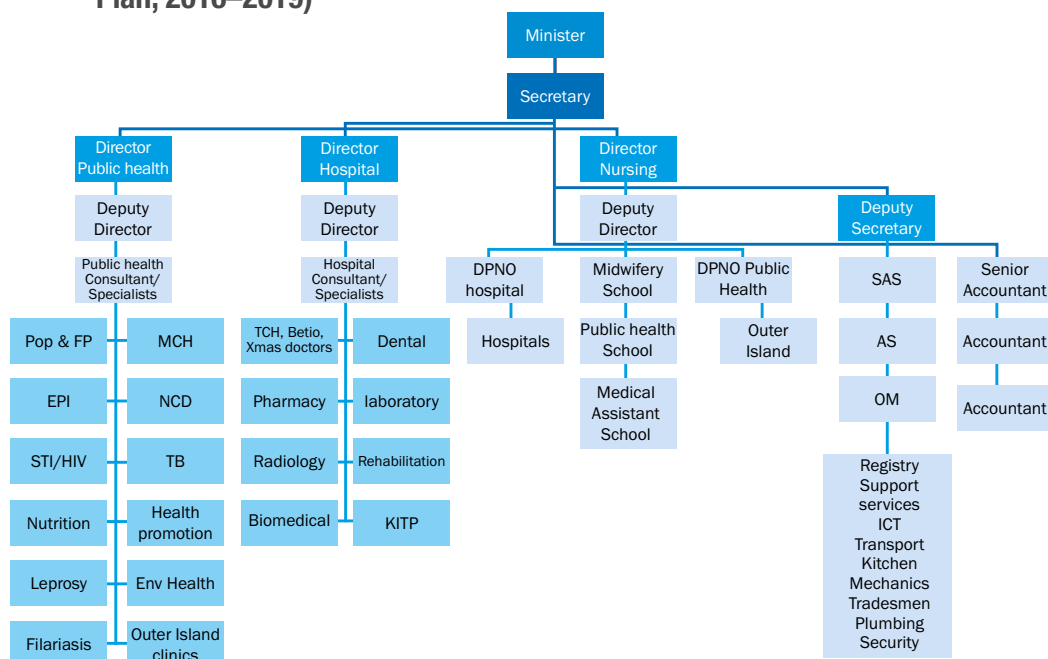 Plan, 2016–2019)
Minister
Secretary
Director
Public health
Director
Hospital
Director
Nursing
Deputy
Director
Deputy
Director
Deputy
Director
Deputy
Secretary
Public health
Consultant/
Specialists
Hospital
Consultant/
Specialists
DPNO
hospital
Midwifery
School
DPNO Public
Health
SAS
Senior
Accountant
Pop & FP
MCH
TCH, Betio,
Xmas doctors
Dental
Hospitals
Public health
School
Outer
Island
AS
Accountant
EPI
NCD
Pharmacy
laboratory
Medical
Assistant
School
OM
Accountant
STI/HIV
TB
Radiology
Rehabilitation
Nutrition
Health
promotion
Biomedical
KITP
Leprosy
Env Health
Filariasis
Outer Island
clinics
Registry
Support
services
ICT
Transport
Kitchen
Mechanics
Tradesmen
Plumbing
Security